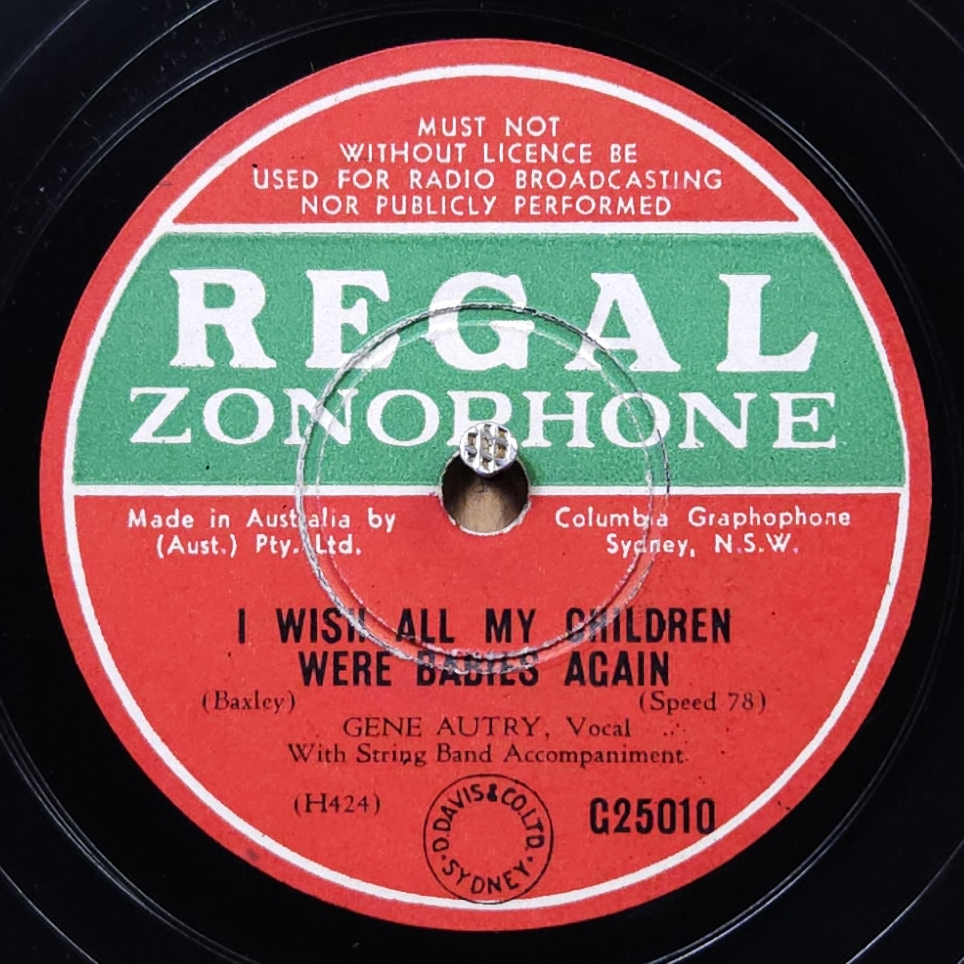 MUST NOT
WITHOUT LICENCE BE
USED FOR RADIO BROADCASTING
NOR PUBLICLY PERFORMED
REGAL
ZONOPHONE
Made in Australia by Columbia Graphophone
(Aust.) Pty. Ltd. Sydney, N.S.W.
I WISH ALL MY CHILDREN
WERE BABIES AGAIN
(Baxley) (Speed 78)
GENE AUTRY, Vocal
With String Band Accompaniment
(H424) G25010
D. DAVIS & CO. LTD.
SYDNEY